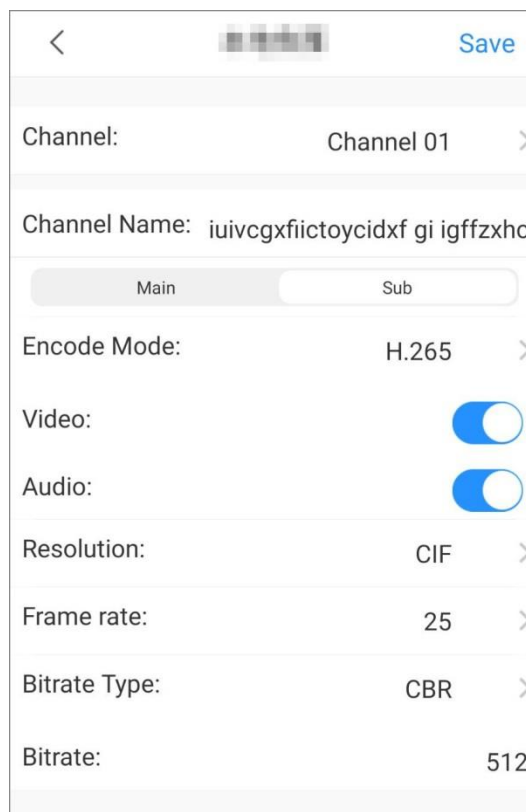 Save
Channel: Channel 01
Channel Name: iuivcgxfiictoycidxf gi igffzxhc
Main Sub
Encode Mode: H.265
Video:
Audio:
Resolution: CIF
Frame rate: 25
Bitrate Type: CBR
Bitrate: 512